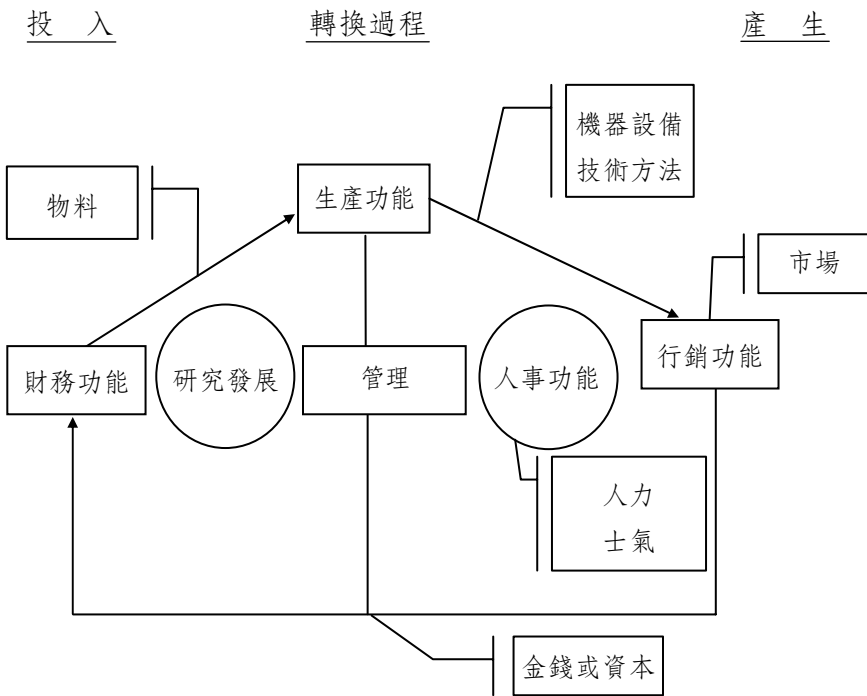 投 入
轉換過程
產 生
機器設備
技術方法
物料
生產功能
市場
財務功能
研究發展
管理
人事功能
行銷功能
人力
士氣
金錢或資本